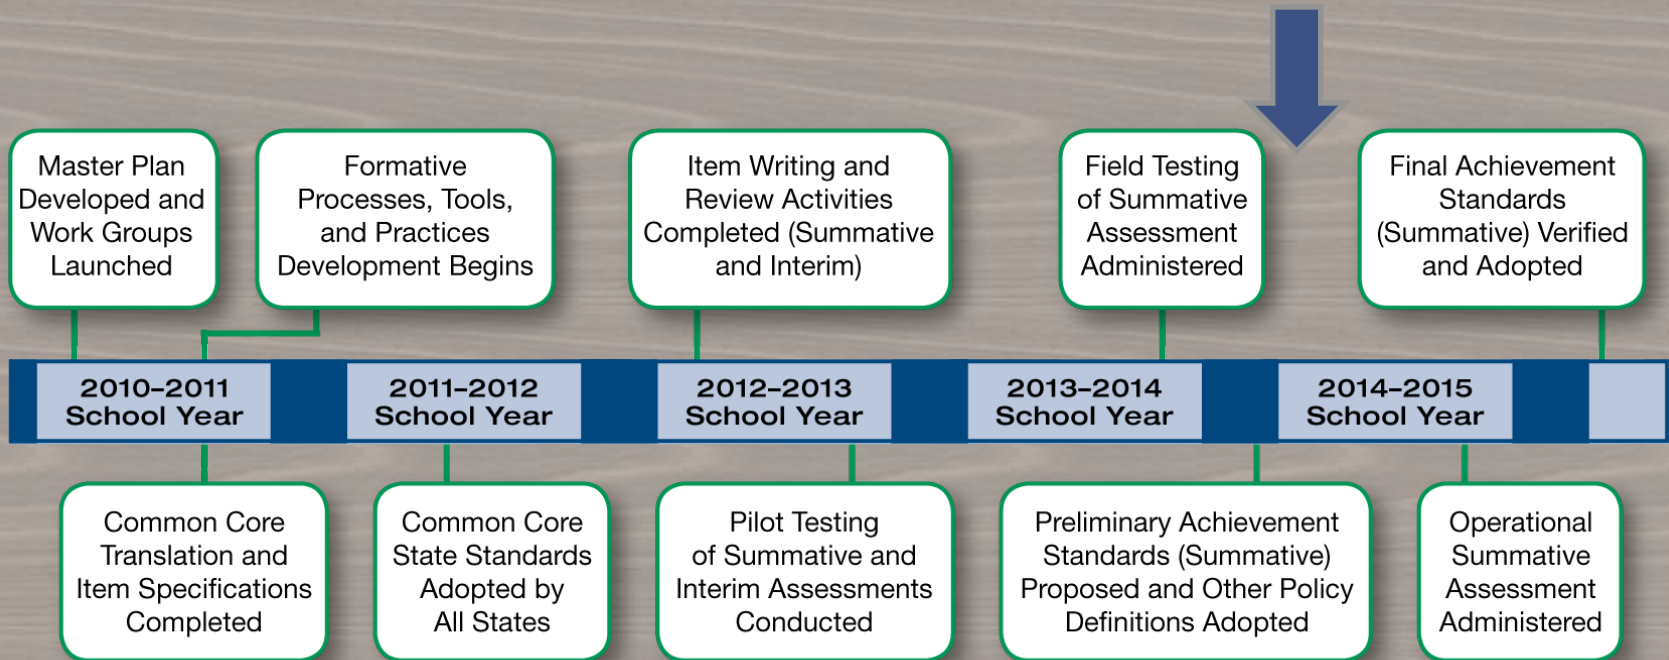 Master Plan
Developed and
Work Groups
Launched
Formative
Processes, Tools,
and Practices
Development Begins
Item Writing and
Review Activities
Completed (Summative
and Interim)
Field Testing
of Summative
Assessment
Administered
Final Achievement
Standards
(Summative) Verified
and Adopted
2010–2011
School Year
2011–2012
School Year
2012–2013
School Year
2013–2014
School Year
2014–2015
School Year
Common Core
Translation and
Item Specifications
Completed
Common Core
State Standards
Adopted by
All States
Pilot Testing
of Summative and
Interim Assessments
Conducted
Preliminary Achievement
Standards (Summative)
Proposed and Other Policy
Definitions Adopted
Operational
Summative
Assessment
Administered